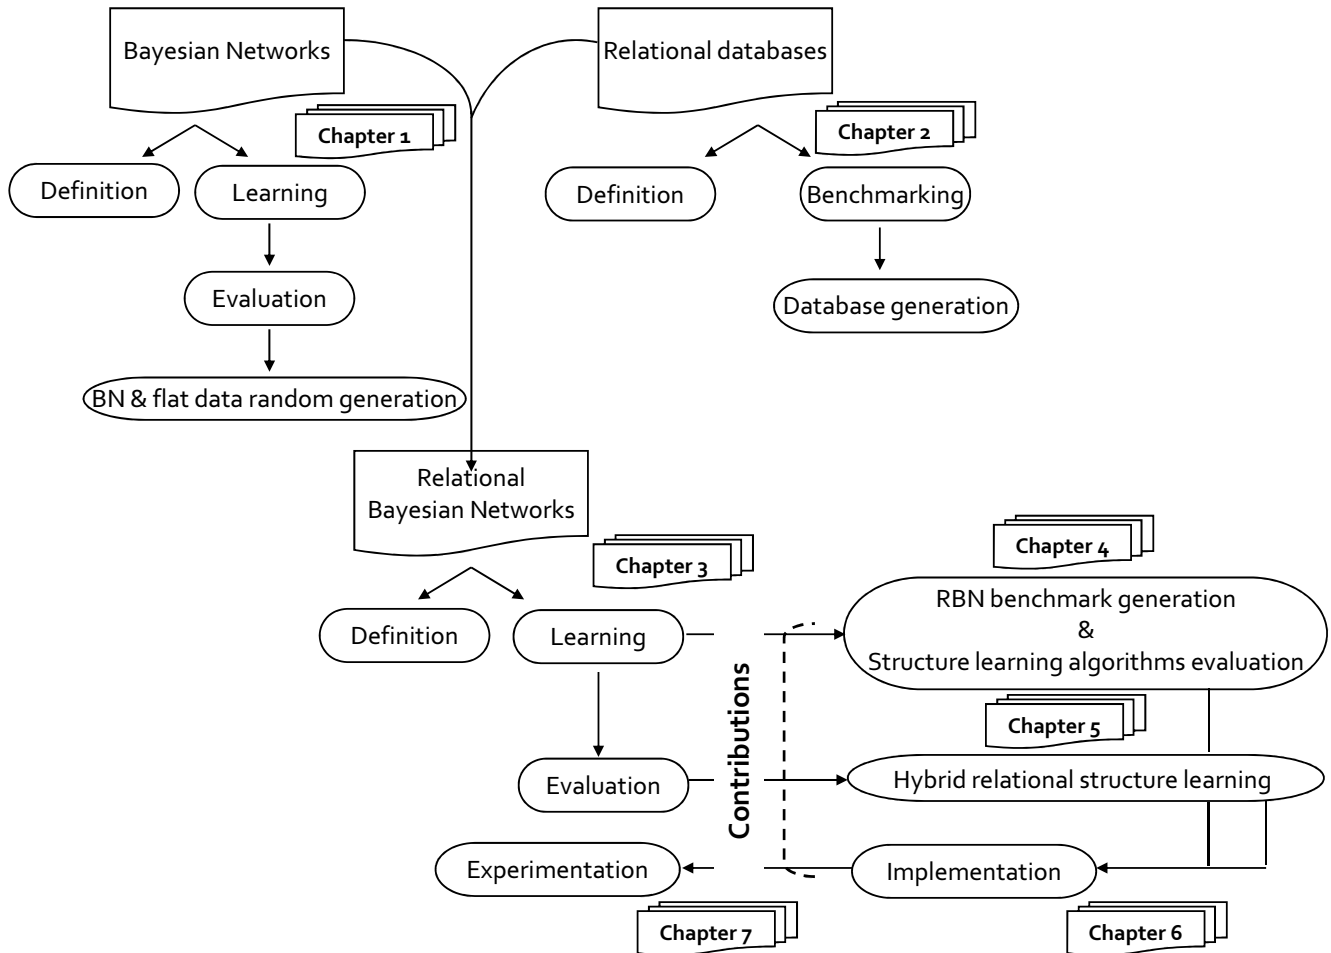 Bayesian Networks
Relational databases
Chapter 1
Chapter 2
Definition
Learning
Definition
Benchmarking
Evaluation
Database generation
BN & flat data random generation
Relational
Bayesian Networks
Chapter 3
Chapter 4
Definition
Learning
RBN benchmark generation
&
Structure learning algorithms evaluation
Contributions
Chapter 5
Evaluation
Hybrid relational structure learning
Experimentation
Implementation
Chapter 7
Chapter 6